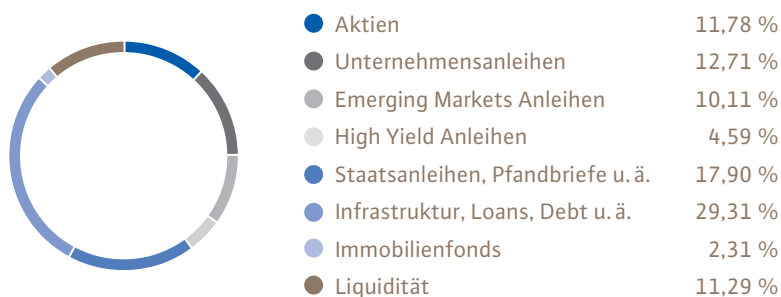 Aktien 11,78 %
Unternehmensanleihen 12,71 %
Emerging Markets Anleihen 10,11 %
High Yield Anleihen 4,59 %
Staatsanleihen, Pfandbriefe u. ä. 17,90 %
Infrastruktur, Loans, Debt u. ä. 29,31 %
Immobilienfonds 2,31 %
Liquidität 11,29 %